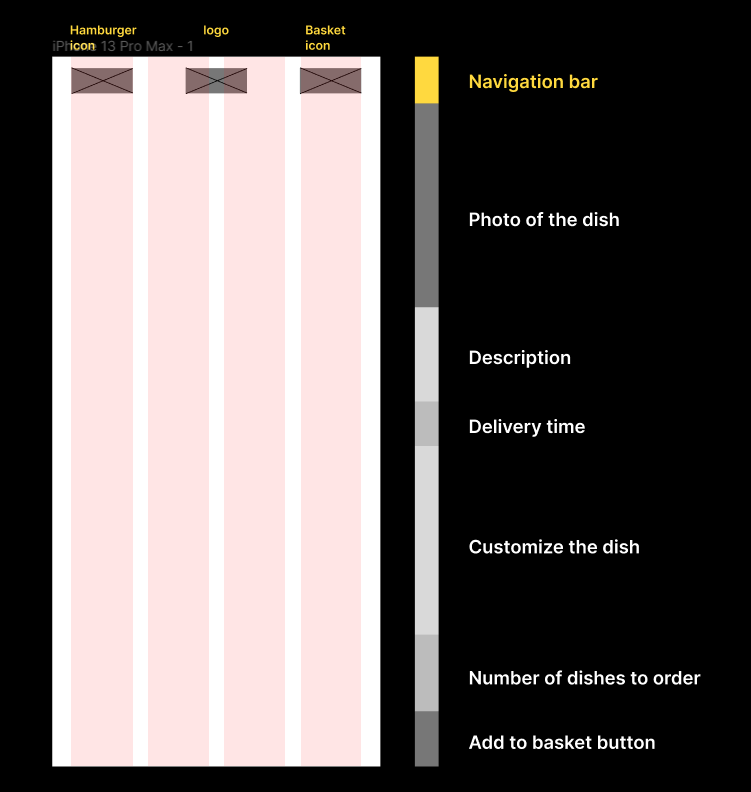 Hamburger
icon
logo
Basket
icon
iPhone 13 Pro Max - 1
Navigation bar
Photo of the dish
Description
Delivery time
Customize the dish
Number of dishes to order
Add to basket button